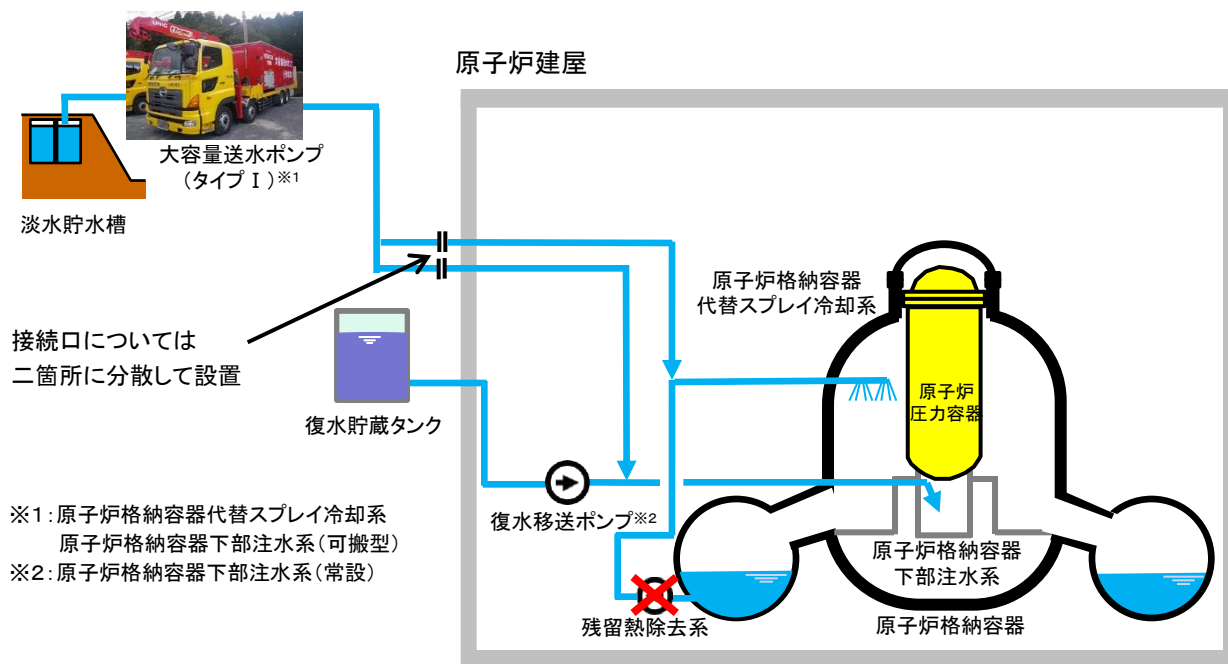 原子炉建屋
大容量送水ポンプ
（タイプⅠ）※1
淡水貯水槽
原子炉格納容器
代替スプレイ冷却系
接続口については
二箇所に分散して設置
原子炉
圧力容器
復水貯蔵タンク
復水移送ポンプ※2
※1：原子炉格納容器代替スプレイ冷却系
原子炉格納容器下部注水系（可搬型）
※2：原子炉格納容器下部注水系（常設）
原子炉格納容器
下部注水系
残留熱除去系
原子炉格納容器